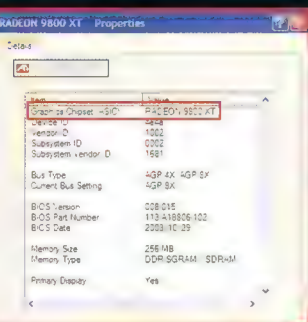 RADEON 9800 XT Properties
Details
ATI
Item Value
Graphics Chipset (ASIC) RADEON 9800 XT
Device ID 4e4a
Vendor ID 1002
Subsystem ID 0002
Subsystem Vendor ID 1681
Bus Type AGP 4X AGP 8X
Current Bus Setting AGP 8X
BIOS Version 008.015
BIOS Part Number 113-A18806-102
BIOS Date 2003 10 29
Memory Size 256 MB
Memory Type DDR SGRAM SDRAM
Primary Display Yes